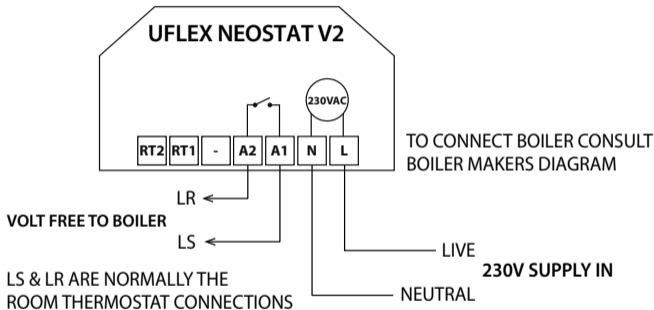 UFLEX NEOSTAT V2
230VAC
RT2 RT1 - A2 A1 N L
TO CONNECT BOILER CONSULT
BOILER MAKERS DIAGRAM
LR
VOLT FREE TO BOILER
LS
LIVE
230V SUPPLY IN
NEUTRAL
LS & LR ARE NORMALLY THE
ROOM THERMOSTAT CONNECTIONS